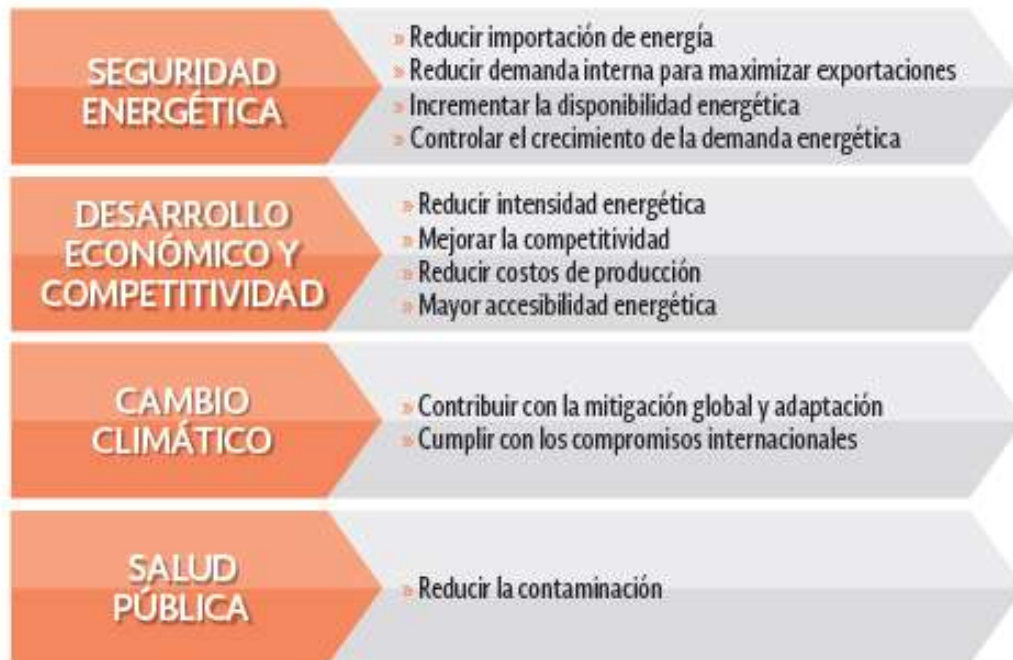 SEGURIDAD
ENERGÉTICA
» Reducir importación de energía
» Reducir demanda interna para maximizar exportaciones
» Incrementar la disponibilidad energética
» Controlar el crecimiento de la demanda energética
DESARROLLO
ECONÓMICO Y
COMPETITIVIDAD
» Reducir intensidad energética
» Mejorar la competitividad
» Reducir costos de producción
» Mayor accesibilidad energética
CAMBIO
CLIMÁTICO
» Contribuir con la mitigación global y adaptación
» Cumplir con los compromisos internacionales
SALUD
PÚBLICA
» Reducir la contaminación